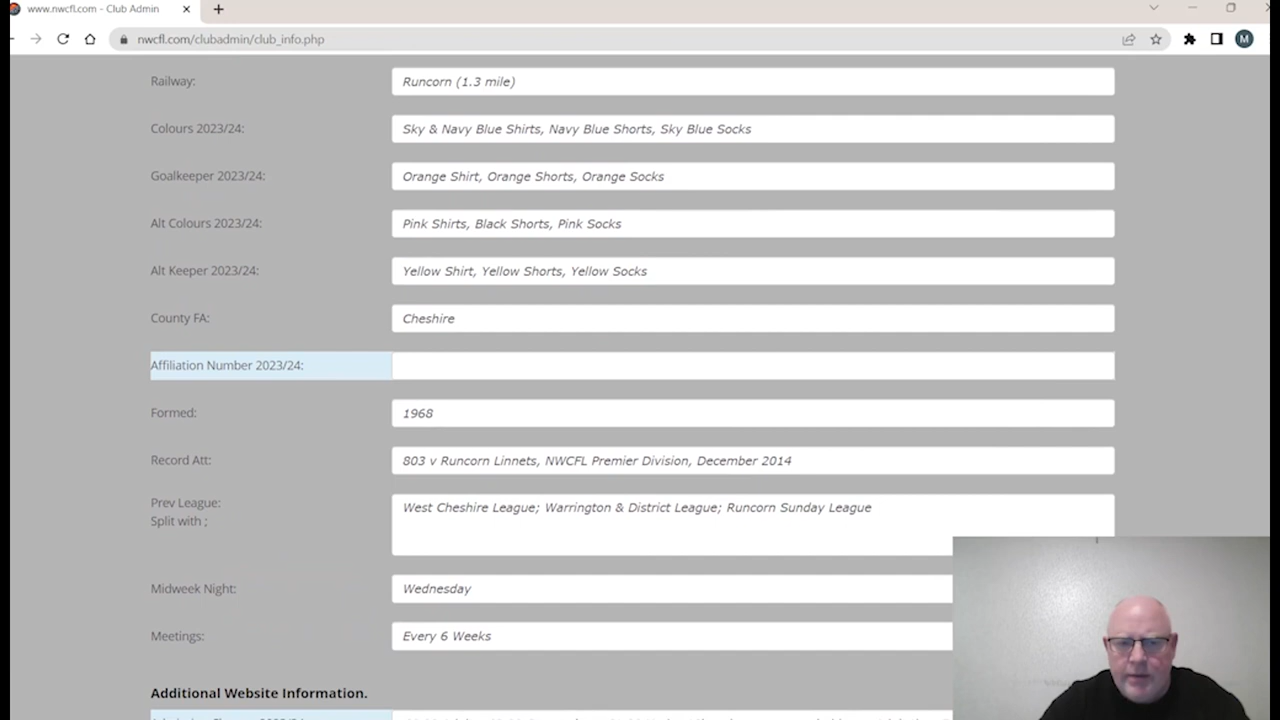 www.nwcfl.com - Club Admin
nwcfl.com/clubadmin/club_info.php
M
Railway: Runcorn (1.3 mile)
Colours 2023/24: Sky & Navy Blue Shirts, Navy Blue Shorts, Sky Blue Socks
Goalkeeper 2023/24: Orange Shirt, Orange Shorts, Orange Socks
Alt Colours 2023/24: Pink Shirts, Black Shorts, Pink Socks
Alt Keeper 2023/24: Yellow Shirt, Yellow Shorts, Yellow Socks
County FA: Cheshire
Affiliation Number 2023/24:
Formed: 1968
Record Att: 803 v Runcorn Linnets, NWCFL Premier Division, December 2014
Prev League: West Cheshire League; Warrington & District League; Runcorn Sunday League
Split with ;
Midweek Night: Wednesday
Meetings: Every 6 Weeks
Additional Website Information.